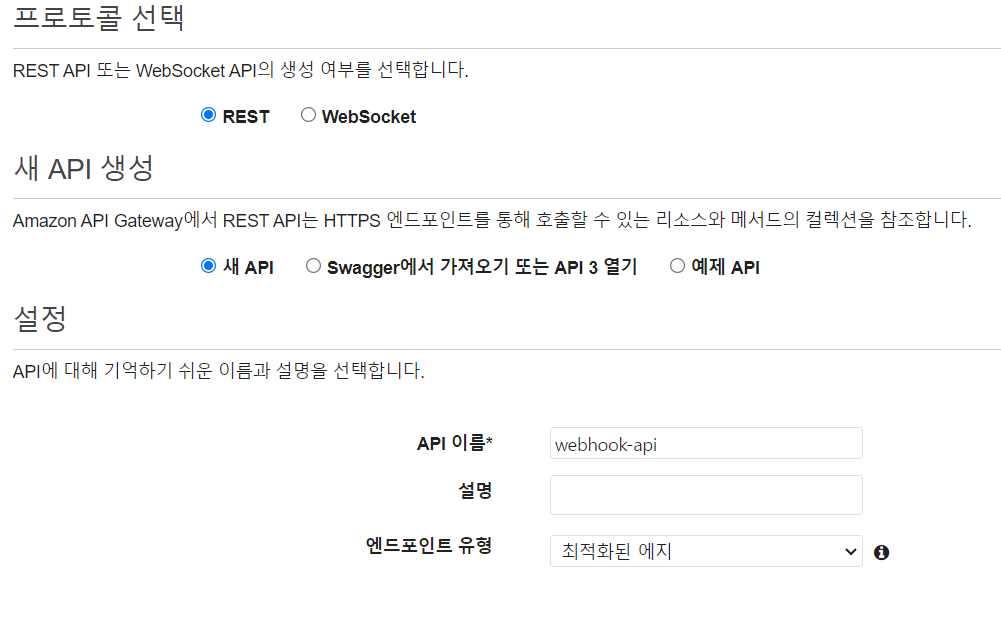 프로토콜 선택
REST API 또는 WebSocket API의 생성 여부를 선택합니다.
REST WebSocket
새 API 생성
Amazon API Gateway에서 REST API는 HTTPS 엔드포인트를 통해 호출할 수 있는 리소스와 메서드의 컬렉션을 참조합니다.
새 API Swagger에서 가져오기 또는 API 3 열기 예제 API
설정
API에 대해 기억하기 쉬운 이름과 설명을 선택합니다.
API 이름* webhook-api
설명
엔드포인트 유형 최적화된 에지